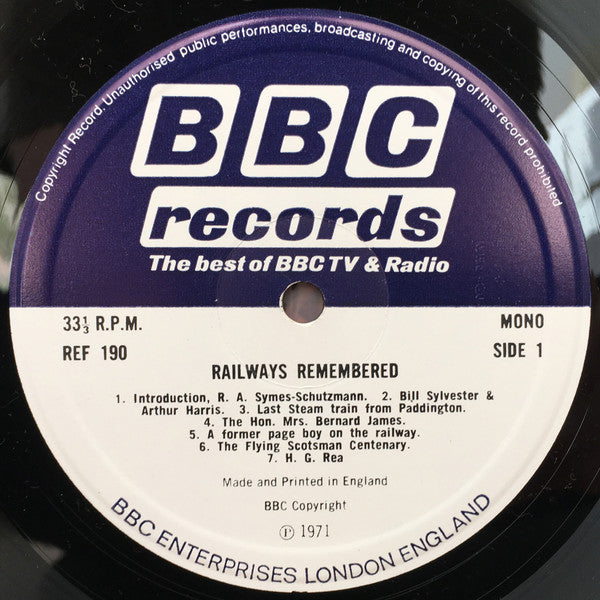 Copyright Record. Unauthorised public performances, broadcasting and copying of this record prohibited
BBC
records
The best of BBC TV & Radio
33⅓ R.P.M.
MONO
REF 190
SIDE 1
RAILWAYS REMEMBERED
1. Introduction, R. A. Symes-Schutzmann. 2. Bill Sylvester &
Arthur Harris. 3. Last Steam train from Paddington.
4. The Hon. Mrs. Bernard James.
5. A former page boy on the railway.
6. The Flying Scotsman Centenary.
7. H. G. Rea
Made and Printed in England
BBC Copyright
Ⓟ 1971
BBC ENTERPRISES LONDON ENGLAND